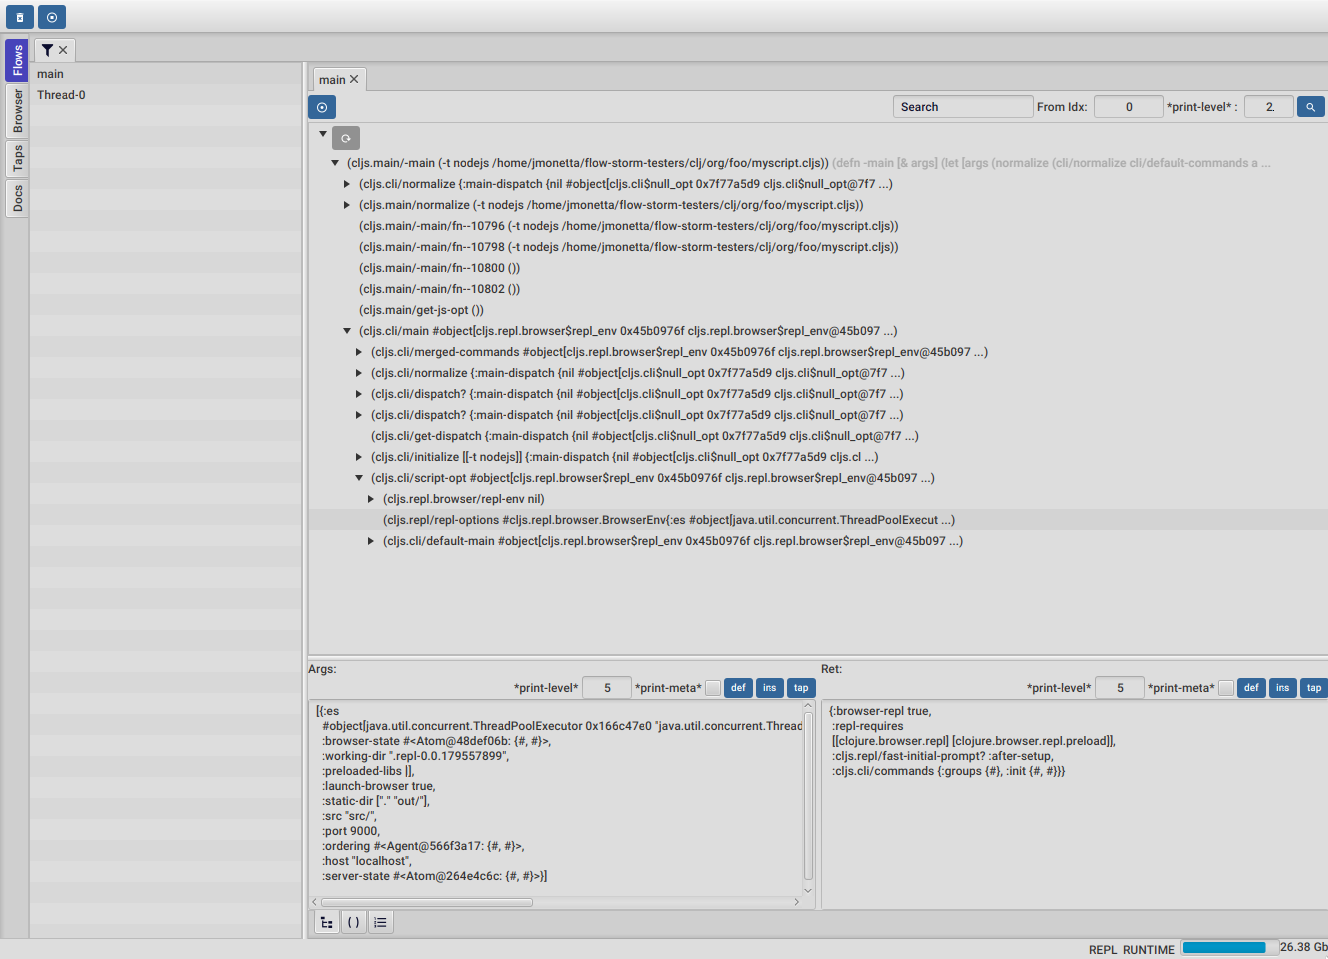 Flows
Browser
Taps
Docs
main
Thread-0
main
Search
From Idx:
0
*print-level* :
2.
(cljs.main/-main (-t nodejs /home/jmonetta/flow-storm-testers/clj/org/foo/myscript.cljs)) (defn -main [& args] (let [args (normalize (cli/normalize cli/default-commands a ...
(cljs.cli/normalize {:main-dispatch {nil #object[cljs.cli$null_opt 0x7f77a5d9 cljs.cli$null_opt@7f7 ...)
(cljs.main/normalize (-t nodejs /home/jmonetta/flow-storm-testers/clj/org/foo/myscript.cljs))
(cljs.main/-main/fn--10796 (-t nodejs /home/jmonetta/flow-storm-testers/clj/org/foo/myscript.cljs))
(cljs.main/-main/fn--10798 (-t nodejs /home/jmonetta/flow-storm-testers/clj/org/foo/myscript.cljs))
(cljs.main/-main/fn--10800 ())
(cljs.main/-main/fn--10802 ())
(cljs.main/get-js-opt ())
(cljs.cli/main #object[cljs.repl.browser$repl_env 0x45b0976f cljs.repl.browser$repl_env@45b097 ...)
(cljs.cli/merged-commands #object[cljs.repl.browser$repl_env 0x45b0976f cljs.repl.browser$repl_env@45b097 ...)
(cljs.cli/normalize {:main-dispatch {nil #object[cljs.cli$null_opt 0x7f77a5d9 cljs.cli$null_opt@7f7 ...)
(cljs.cli/dispatch? {:main-dispatch {nil #object[cljs.cli$null_opt 0x7f77a5d9 cljs.cli$null_opt@7f7 ...)
(cljs.cli/dispatch? {:main-dispatch {nil #object[cljs.cli$null_opt 0x7f77a5d9 cljs.cli$null_opt@7f7 ...)
(cljs.cli/get-dispatch {:main-dispatch {nil #object[cljs.cli$null_opt 0x7f77a5d9 cljs.cli$null_opt@7f7 ...)
(cljs.cli/initialize [[-t nodejs]] {:main-dispatch {nil #object[cljs.cli$null_opt 0x7f77a5d9 cljs.cl ...)
(cljs.cli/script-opt #object[cljs.repl.browser$repl_env 0x45b0976f cljs.repl.browser$repl_env@45b097 ...)
(cljs.repl.browser/repl-env nil)
(cljs.repl/repl-options #cljs.repl.browser.BrowserEnv{:es #object[java.util.concurrent.ThreadPoolExecut ...)
(cljs.cli/default-main #object[cljs.repl.browser$repl_env 0x45b0976f cljs.repl.browser$repl_env@45b097 ...)
Args:
*print-level* 5 *print-meta* def ins tap
[{:es
#object[java.util.concurrent.ThreadPoolExecutor 0x166c47e0 "java.util.concurrent.Thread
:browser-state #<Atom@48def06b: {#, #}>,
:working-dir ".repl-0.0.179557899",
:preloaded-libs [],
:launch-browser true,
:static-dir ["." "out/"],
:src "src/",
:port 9000,
:ordering #<Agent@566f3a17: {#, #}>,
:host "localhost",
:server-state #<Atom@264e4c6c: {#, #}>}]
Ret:
*print-level* 5 *print-meta* def ins tap
{:browser-repl true,
:repl-requires
[[clojure.browser.repl] [clojure.browser.repl.preload]],
:cljs.repl/fast-initial-prompt? :after-setup,
:cljs.cli/commands {:groups {#}, :init {#, #}}}
( )
REPL RUNTIME 26.38 Gb